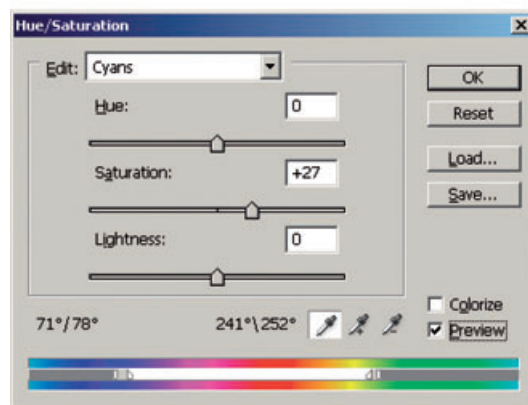 Hue/Saturation
Edit: Cyans
OK
Hue: 0
Reset
Load...
Saturation: +27
Save...
Lightness: 0
Colorize
71°/78° 241°\252°
Preview